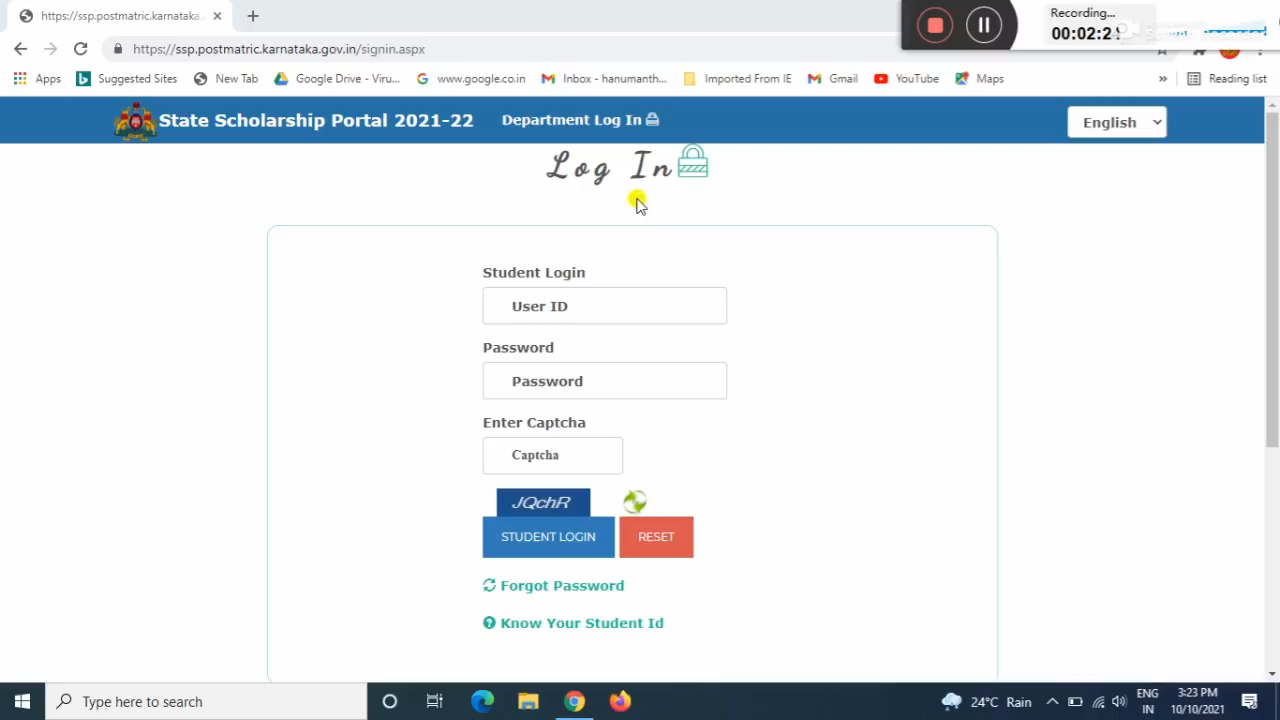 https://ssp.postmatric.karnataka.
Recording...
00:02:2
https://ssp.postmatric.karnataka.gov.in/signin.aspx
Apps Suggested Sites New Tab Google Drive - Viru... www.google.co.in Inbox - hanumanth... Imported From IE Gmail YouTube Maps » Reading list
State Scholarship Portal 2021-22 Department Log In English
Log In
Student Login
User ID
Password
Password
Enter Captcha
Captcha
JQchR
STUDENT LOGIN RESET
Forgot Password
Know Your Student Id
Type here to search
24°C Rain
ENG
IN
3:23 PM
10/10/2021